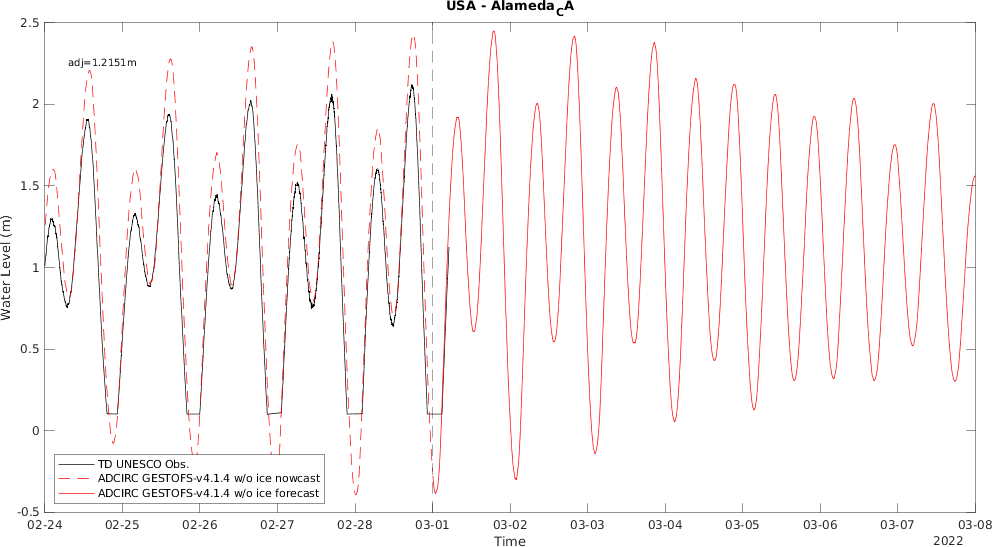 USA - Alameda_CA
adj=1.2151m
2.5
2
1.5
1
0.5
0
-0.5
Water Level (m)
TD UNESCO Obs.
ADCIRC GESTOFS-v4.1.4 w/o ice nowcast
ADCIRC GESTOFS-v4.1.4 w/o ice forecast
02-24 02-25 02-26 02-27 02-28 03-01 03-02 03-03 03-04 03-05 03-06 03-07 03-08
Time
2022